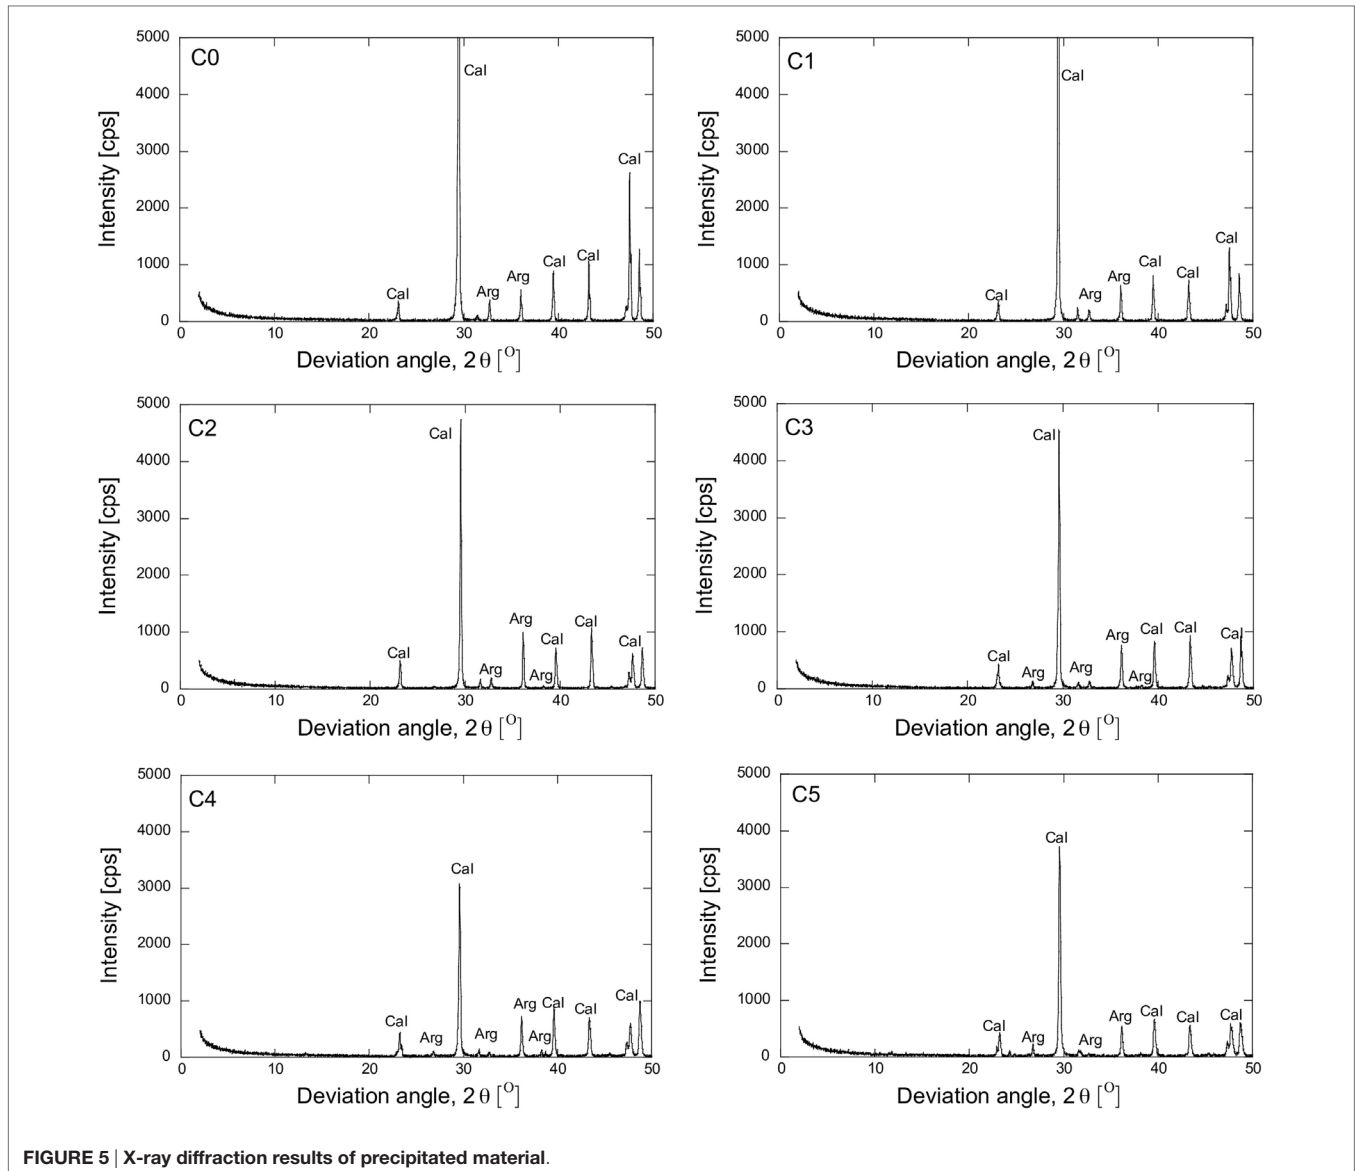 C0
Cal
Cal
Cal
Arg
Arg
Cal
Cal
5000
4000
3000
2000
1000
0
Intensity [cps]
0 10 20 30 40 50
Deviation angle, 2 θ [O]
C1
Cal
Cal
Cal
Arg
Arg
Cal
Cal
5000
4000
3000
2000
1000
0
Intensity [cps]
0 10 20 30 40 50
Deviation angle, 2 θ [O]
C2
Cal
Cal
Arg
Arg
Arg
Cal
Cal
Cal
5000
4000
3000
2000
1000
0
Intensity [cps]
0 10 20 30 40 50
Deviation angle, 2 θ [O]
C3
Cal
Cal
Arg
Arg
Arg
Arg
Cal
Cal
Cal
5000
4000
3000
2000
1000
0
Intensity [cps]
0 10 20 30 40 50
Deviation angle, 2 θ [O]
C4
Cal
Cal
Arg
Arg
Arg
Arg
Cal
Cal
Cal
5000
4000
3000
2000
1000
0
Intensity [cps]
0 10 20 30 40 50
Deviation angle, 2 θ [O]
C5
Cal
Cal
Arg
Arg
Arg
Cal
Cal
Cal
5000
4000
3000
2000
1000
0
Intensity [cps]
0 10 20 30 40 50
Deviation angle, 2 θ [O]
FIGURE 5 | X-ray diffraction results of precipitated material.